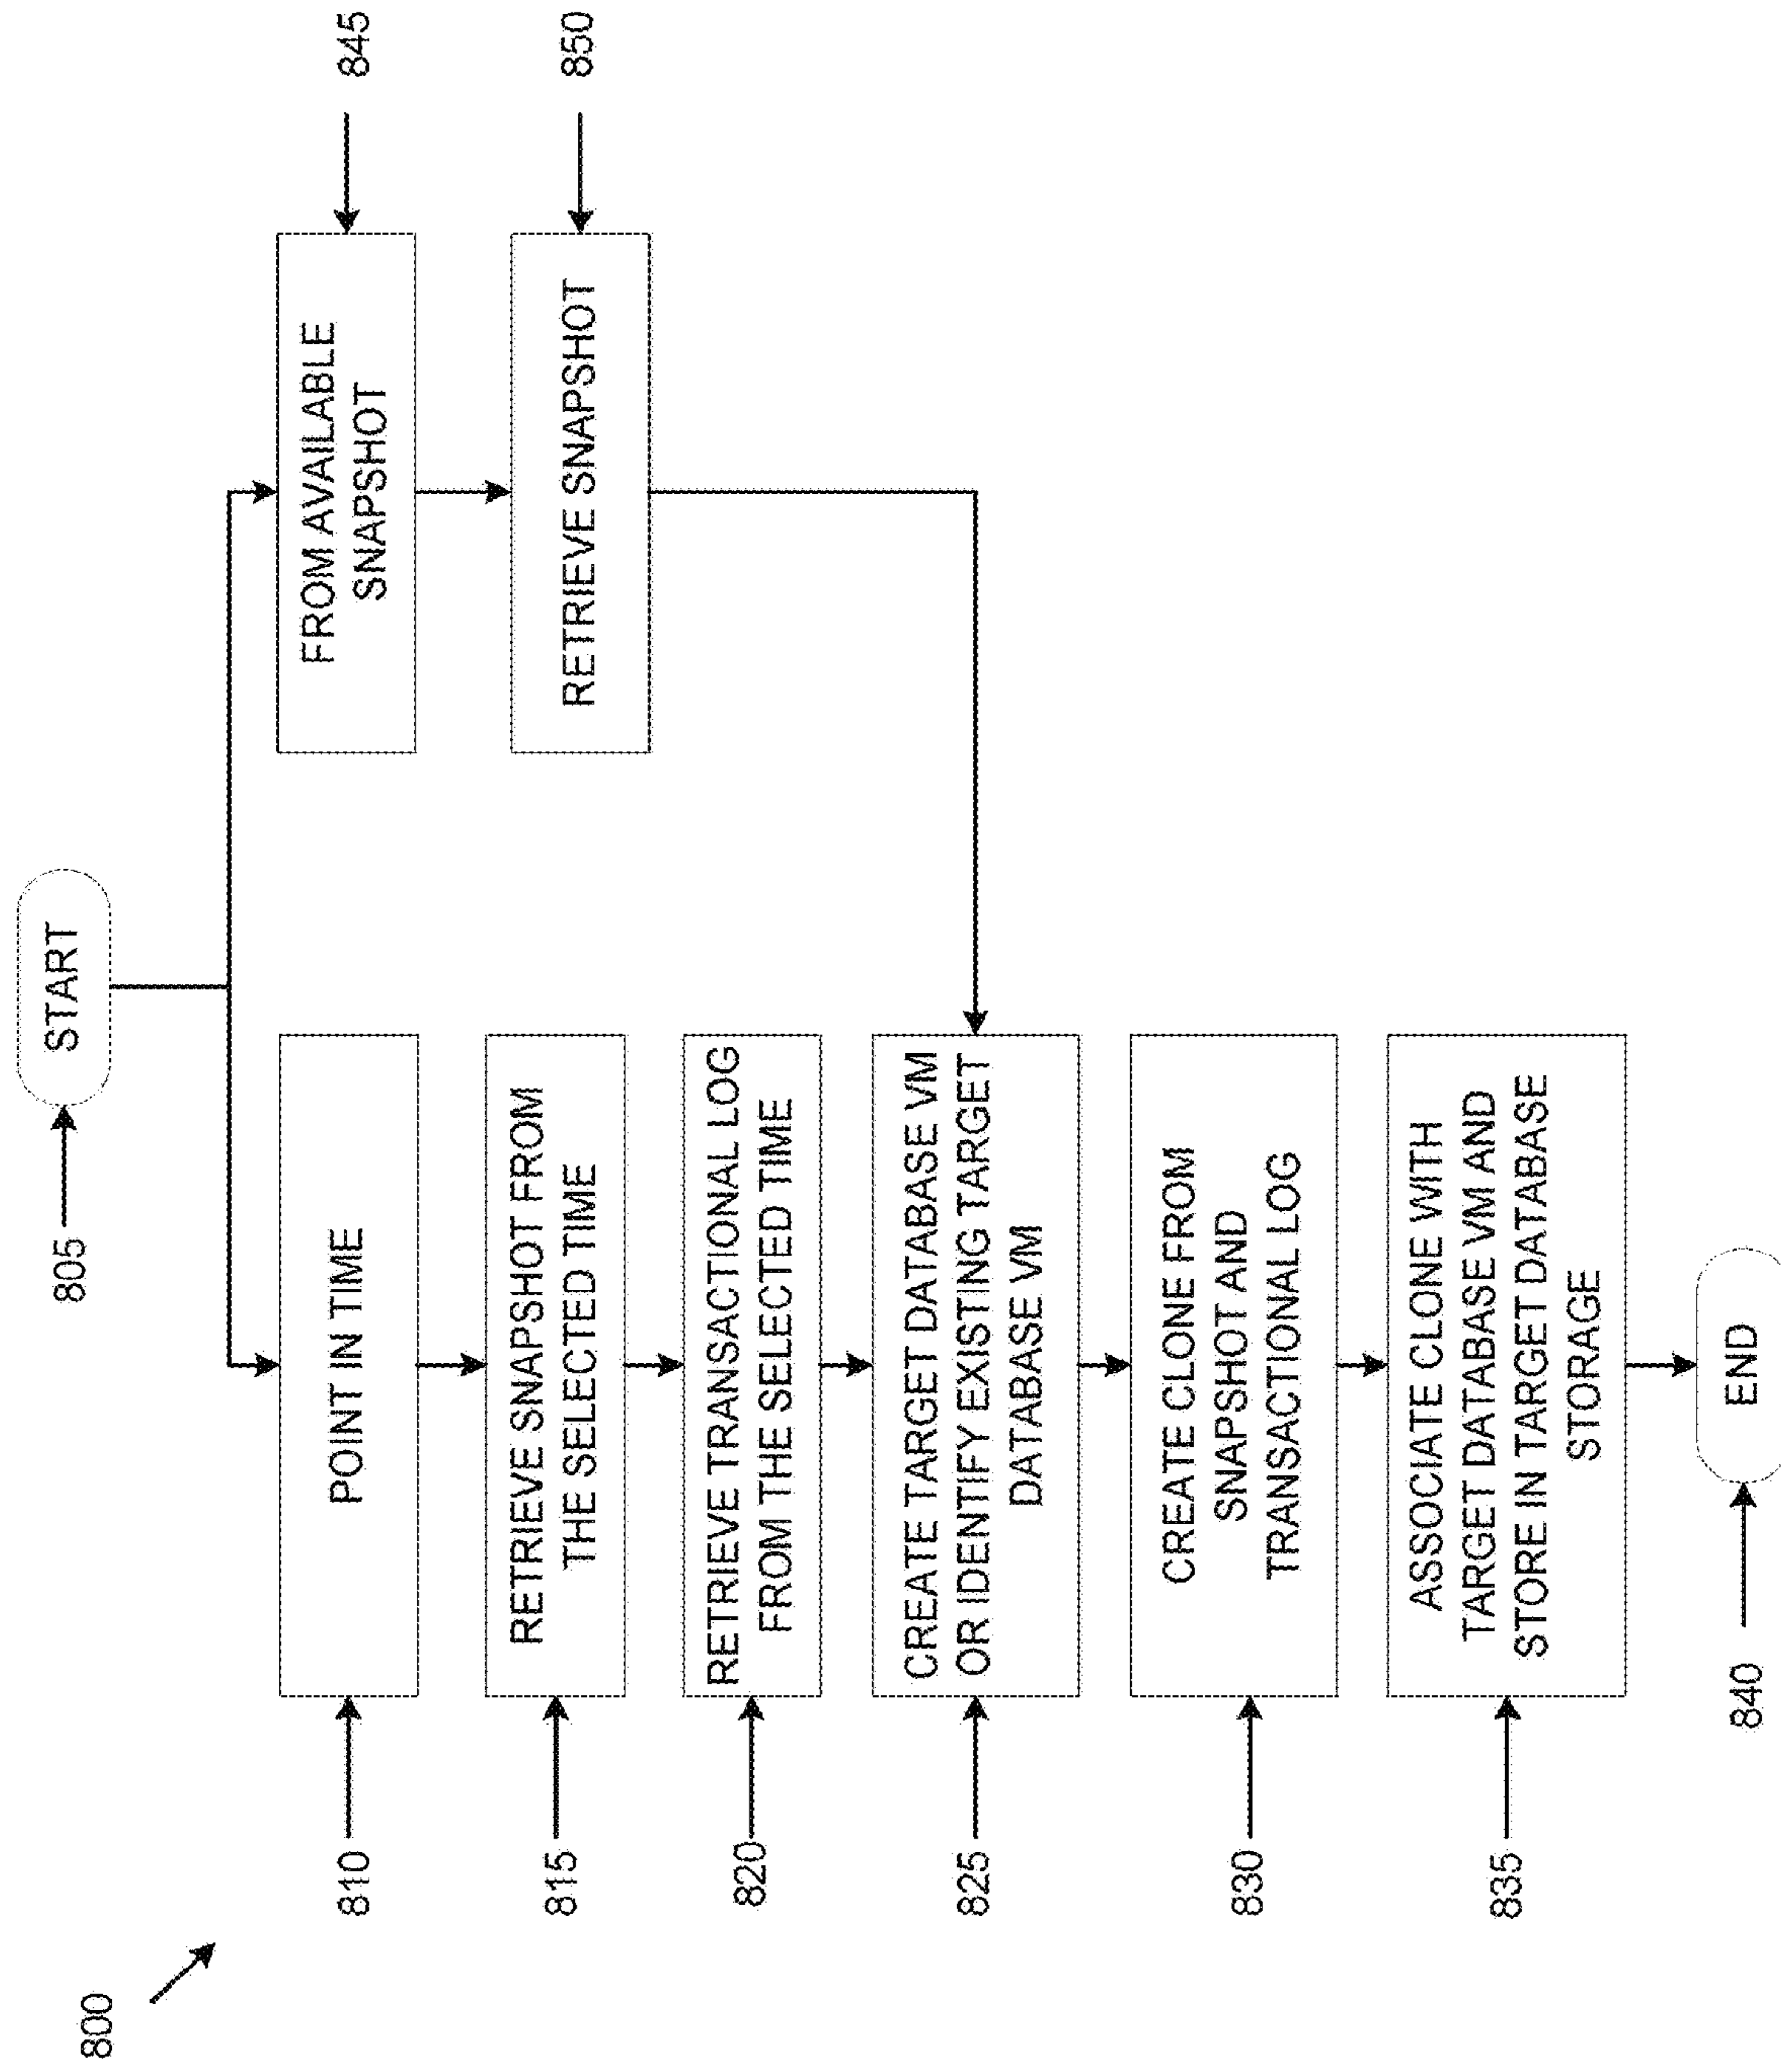 800
805
START
810
POINT IN TIME
FROM AVAILABLE
SNAPSHOT
845
815
RETRIEVE SNAPSHOT FROM
THE SELECTED TIME
RETRIEVE SNAPSHOT
850
820
RETRIEVE TRANSACTIONAL LOG
FROM THE SELECTED TIME
825
CREATE TARGET DATABASE VM
OR IDENTIFY EXISTING TARGET
DATABASE VM
830
CREATE CLONE FROM
SNAPSHOT AND
TRANSACTIONAL LOG
835
ASSOCIATE CLONE WITH
TARGET DATABASE VM AND
STORE IN TARGET DATABASE
STORAGE
840
END